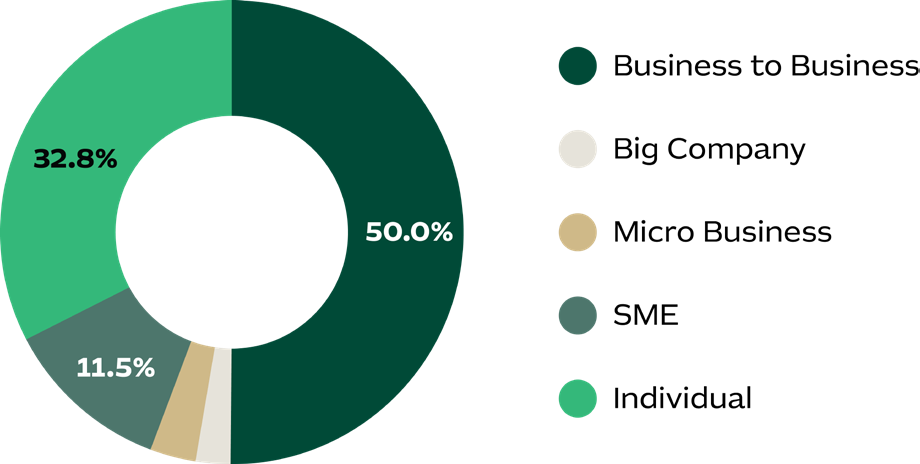 32.8%
50.0%
11.5%
Business to Business
Big Company
Micro Business
SME
Individual